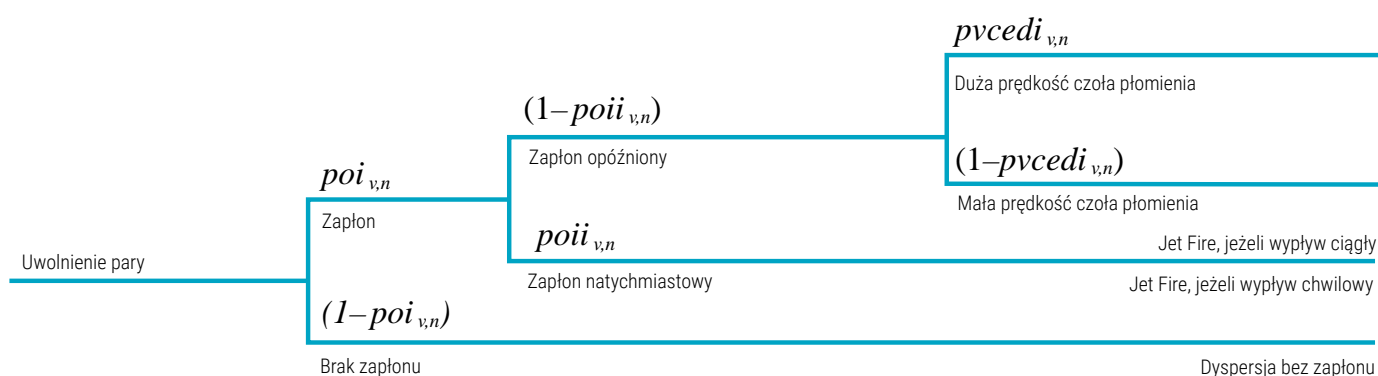 pvcedi v,n
Duża prędkość czoła płomienia
(1–poii v,n)
Zapłon opóźniony
(1–pvcedi v,n)
Mała prędkość czoła płomienia
poi v,n
Zapłon
poii v,n
Jet Fire, jeżeli wypływ ciągły
Uwolnienie pary
Zapłon natychmiastowy
Jet Fire, jeżeli wypływ chwilowy
(1–poi v,n)
Brak zapłonu
Dyspersja bez zapłonu